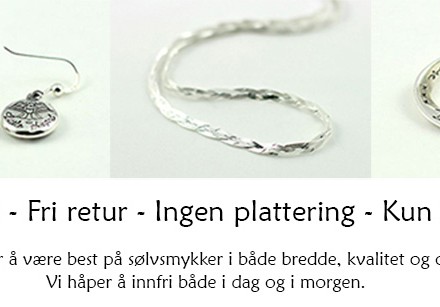 - Fri retur - Ingen plattering - Kun
å være best på sølvsmykker i både bredde, kvalitet og
Vi håper å innfri både i dag og i morgen.